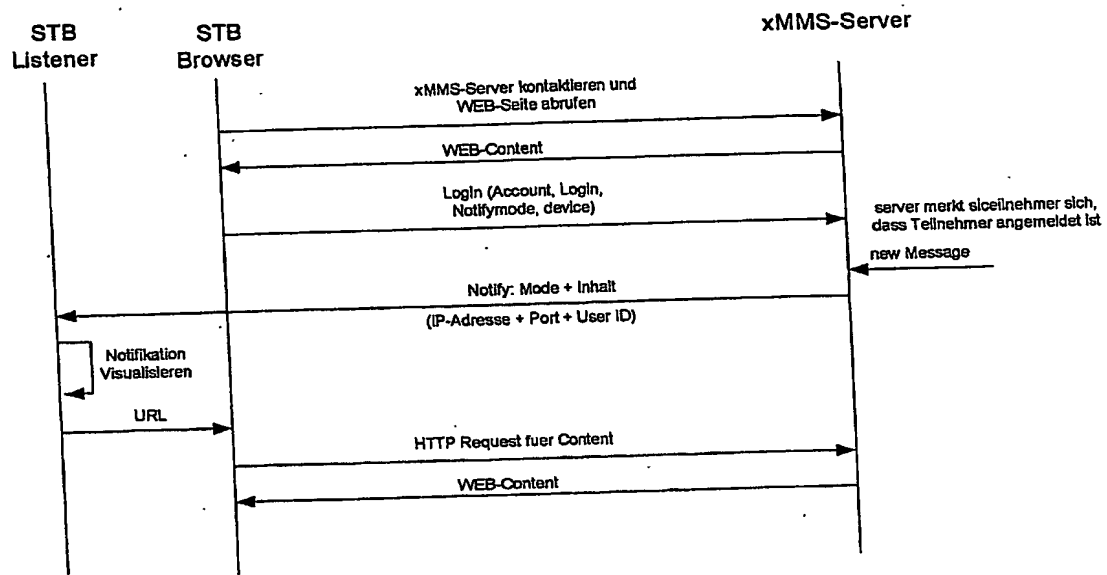 STB
Listener
STB
Browser
xMMS-Server
xMMS-Server kontaktieren und
WEB-Seite abrufen
WEB-Content
Login (Account, Login,
Notifymode, device)
server merkt siceilnehmer sich,
dass Teilnehmer angemeldet ist
new Message
Notify: Mode + Inhalt
(IP-Adresse + Port + User ID)
Notifikation
Visualisieren
URL
HTTP Request fuer Content
WEB-Content